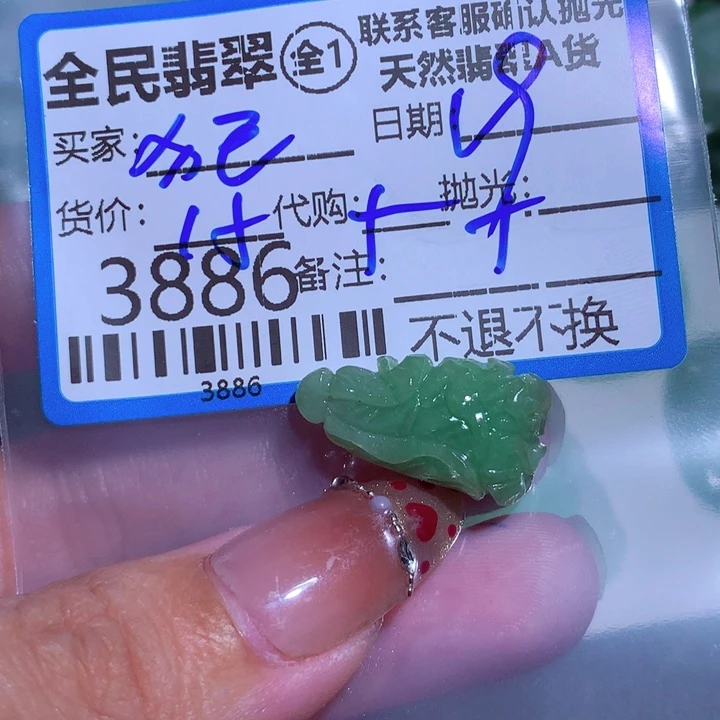 全民翡翠 全1
联系客服确认抛光
天然翡翠A货
买家:
日期
货价: 代购: 抛光:
3886 备注:
不退不换
3886